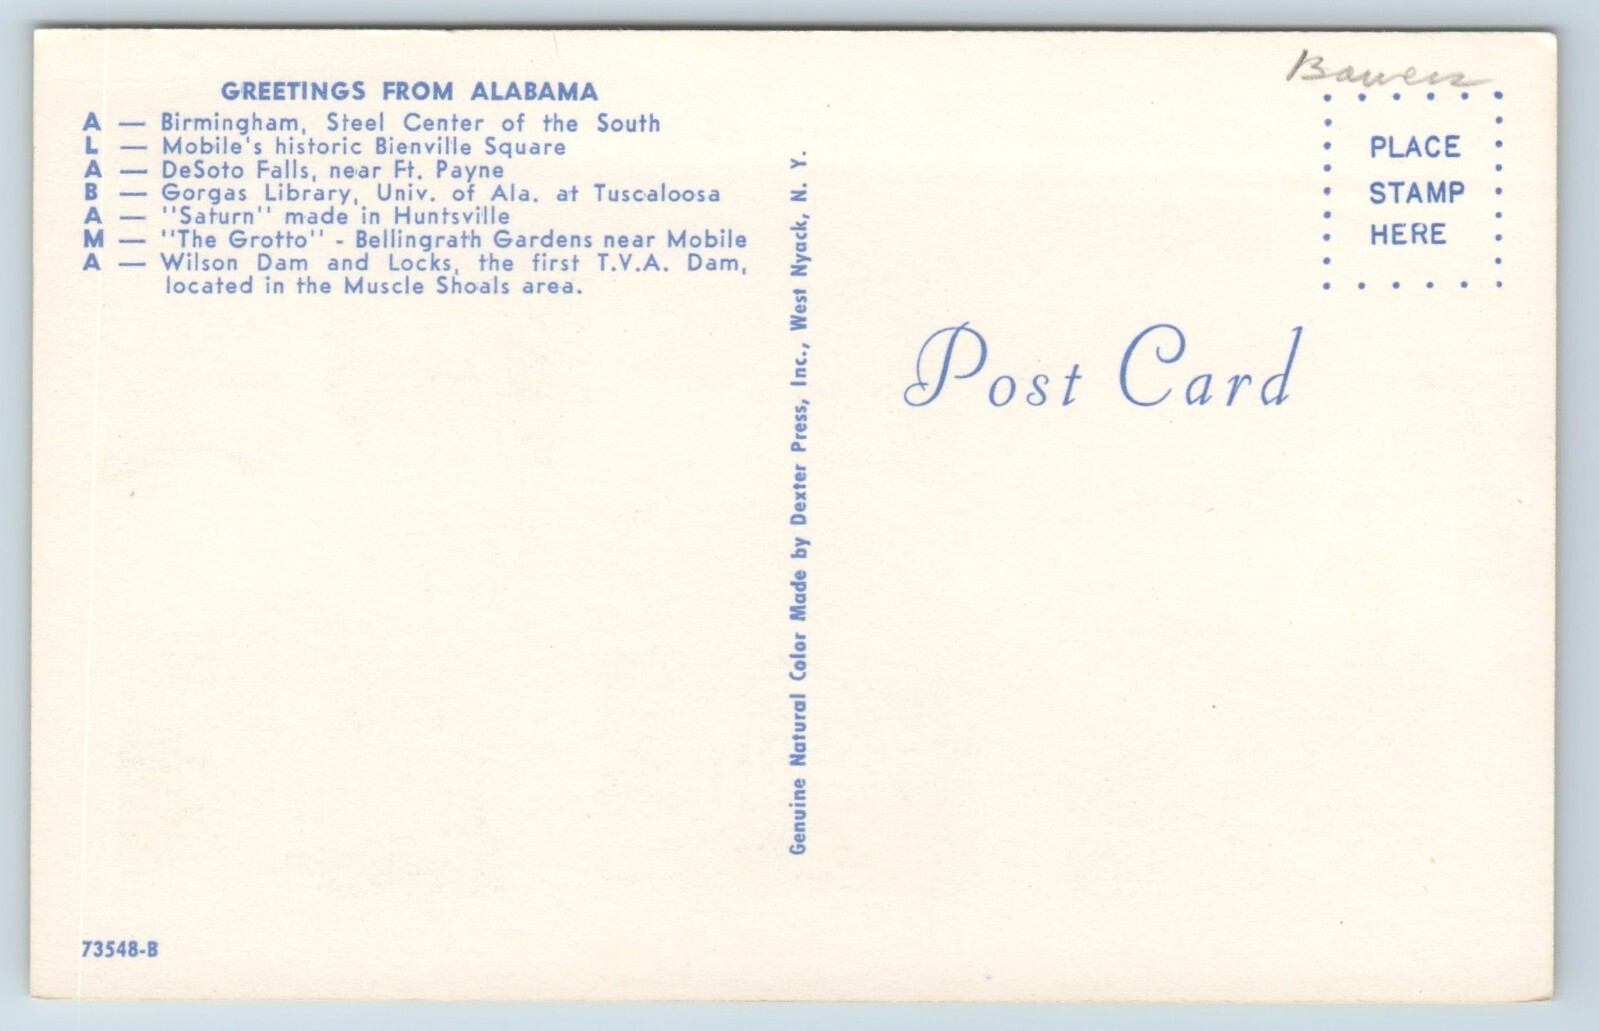 GREETINGS FROM ALABAMA
A — Birmingham, Steel Center of the South
L — Mobile's historic Bienville Square
A — DeSoto Falls, near Ft. Payne
B — Gorgas Library, Univ. of Ala. at Tuscaloosa
A — "Saturn" made in Huntsville
M — "The Grotto" - Bellingrath Gardens near Mobile
A — Wilson Dam and Locks, the first T.V.A. Dam,
located in the Muscle Shoals area.
73548-B
Genuine Natural Color Made by Dexter Press, Inc., West Nyack, N. Y.
PLACE
STAMP
HERE
Post Card